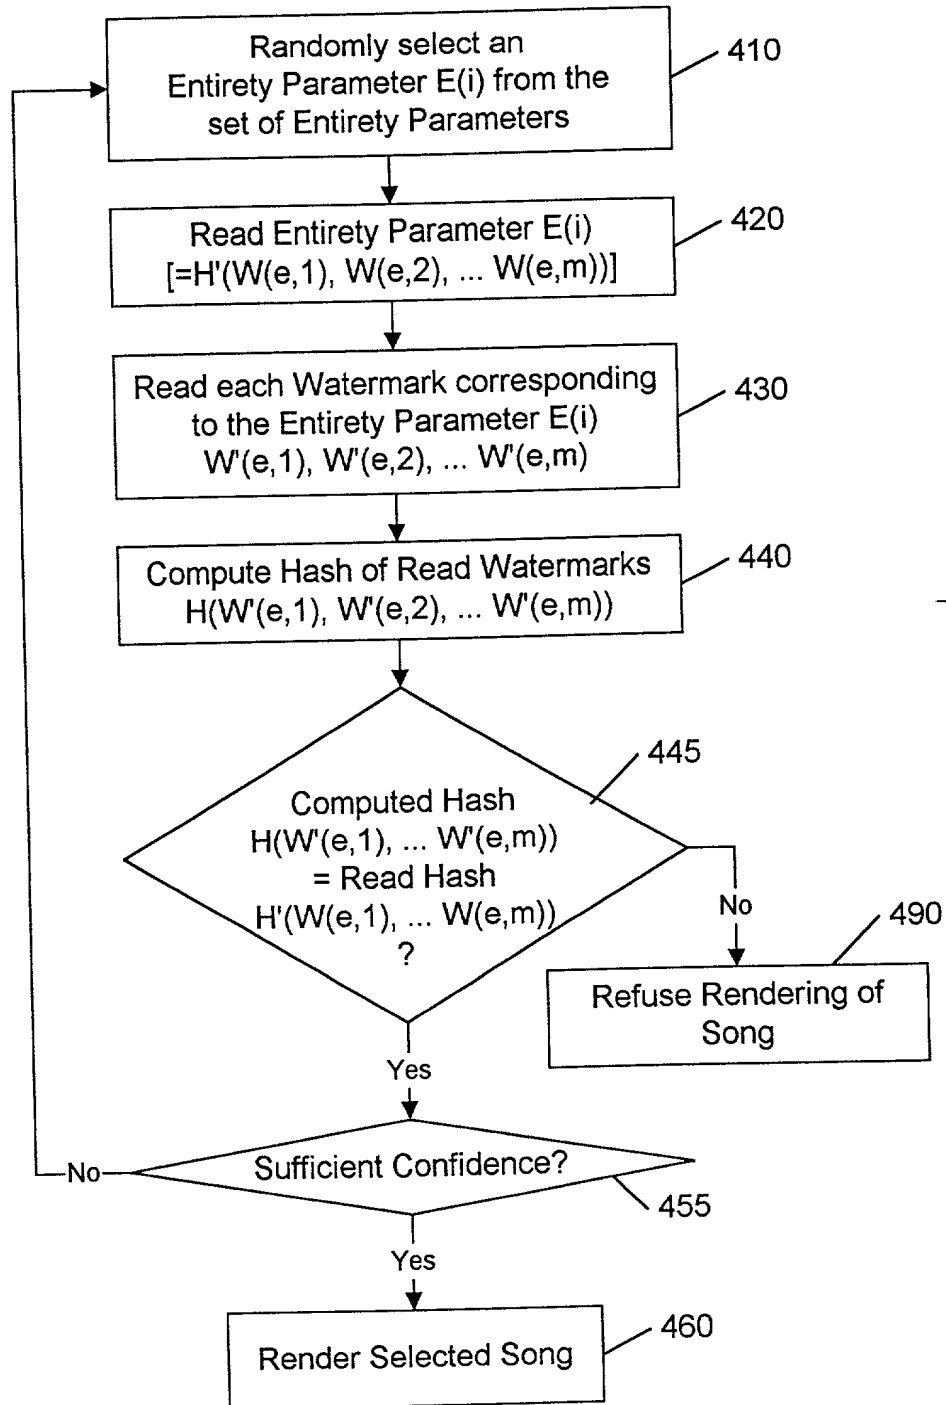 Randomly select an
Entirety Parameter E(i) from the
set of Entirety Parameters
410
Read Entirety Parameter E(i)
[=H'(W(e,1), W(e,2), ... W(e,m))]
420
Read each Watermark corresponding
to the Entirety Parameter E(i)
W'(e,1), W'(e,2), ... W'(e,m)
430
Compute Hash of Read Watermarks
H(W'(e,1), W'(e,2), ... W'(e,m))
440
445
Computed Hash
H(W'(e,1), ... W'(e,m))
= Read Hash
H'(W(e,1), ... W(e,m))
?
No
490
Refuse Rendering of
Song
Yes
Sufficient Confidence?
No
455
Yes
Render Selected Song
460